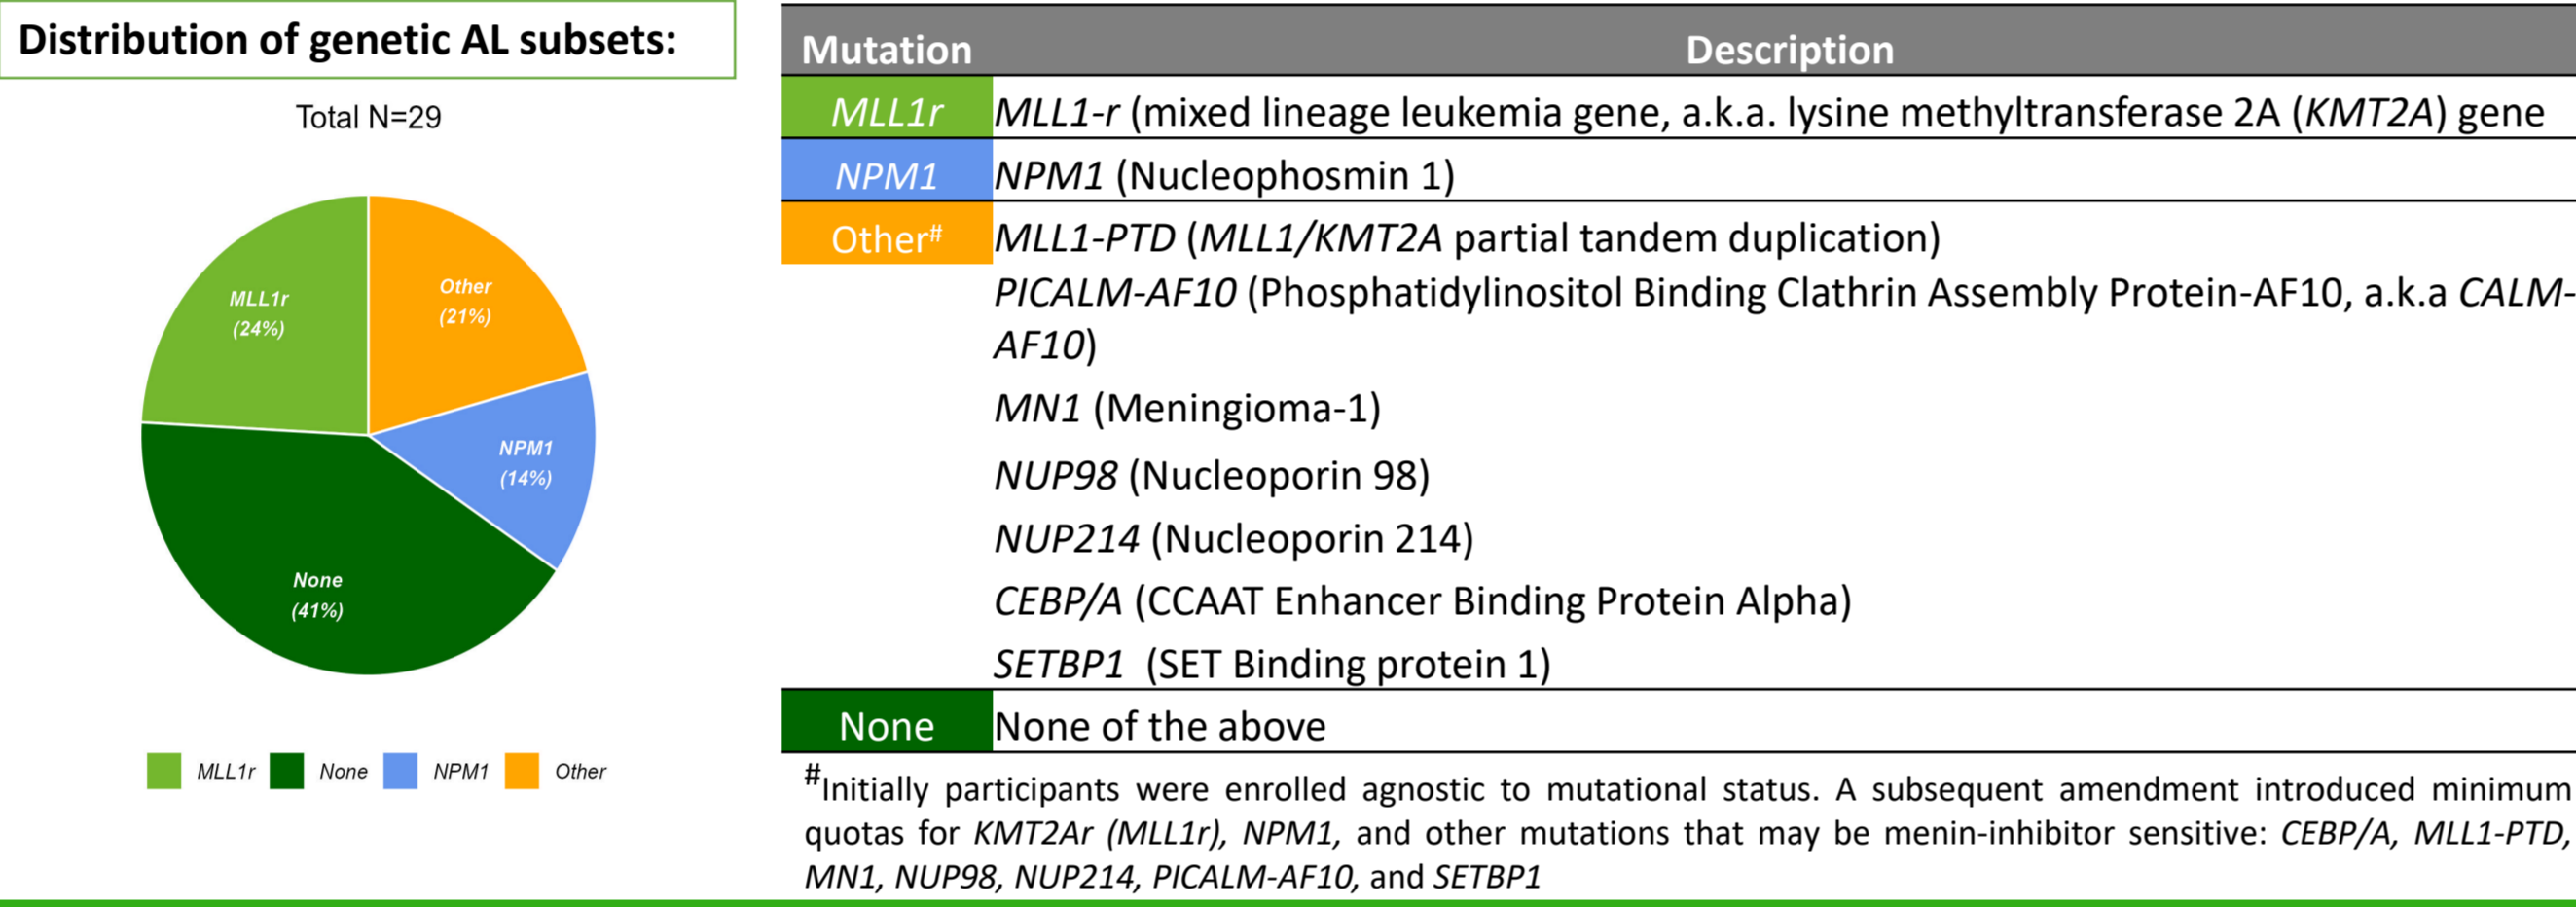 Distribution of genetic AL subsets:
Total N=29
MLL1r
(24%)
Other
(21%)
NPM1
(14%)
None
(41%)
MLL1r None NPM1 Other
Mutation Description
MLL1r MLL1-r (mixed lineage leukemia gene, a.k.a. lysine methyltransferase 2A (KMT2A) gene
NPM1 NPM1 (Nucleophosmin 1)
Other# MLL1-PTD (MLL1/KMT2A partial tandem duplication)
PICALM-AF10 (Phosphatidylinositol Binding Clathrin Assembly Protein-AF10, a.k.a CALM-
AF10)
MN1 (Meningioma-1)
NUP98 (Nucleoporin 98)
NUP214 (Nucleoporin 214)
CEBP/A (CCAAT Enhancer Binding Protein Alpha)
SETBP1 (SET Binding protein 1)
None None of the above
#Initially participants were enrolled agnostic to mutational status. A subsequent amendment introduced minimum
quotas for KMT2Ar (MLL1r), NPM1, and other mutations that may be menin-inhibitor sensitive: CEBP/A, MLL1-PTD,
MN1, NUP98, NUP214, PICALM-AF10, and SETBP1